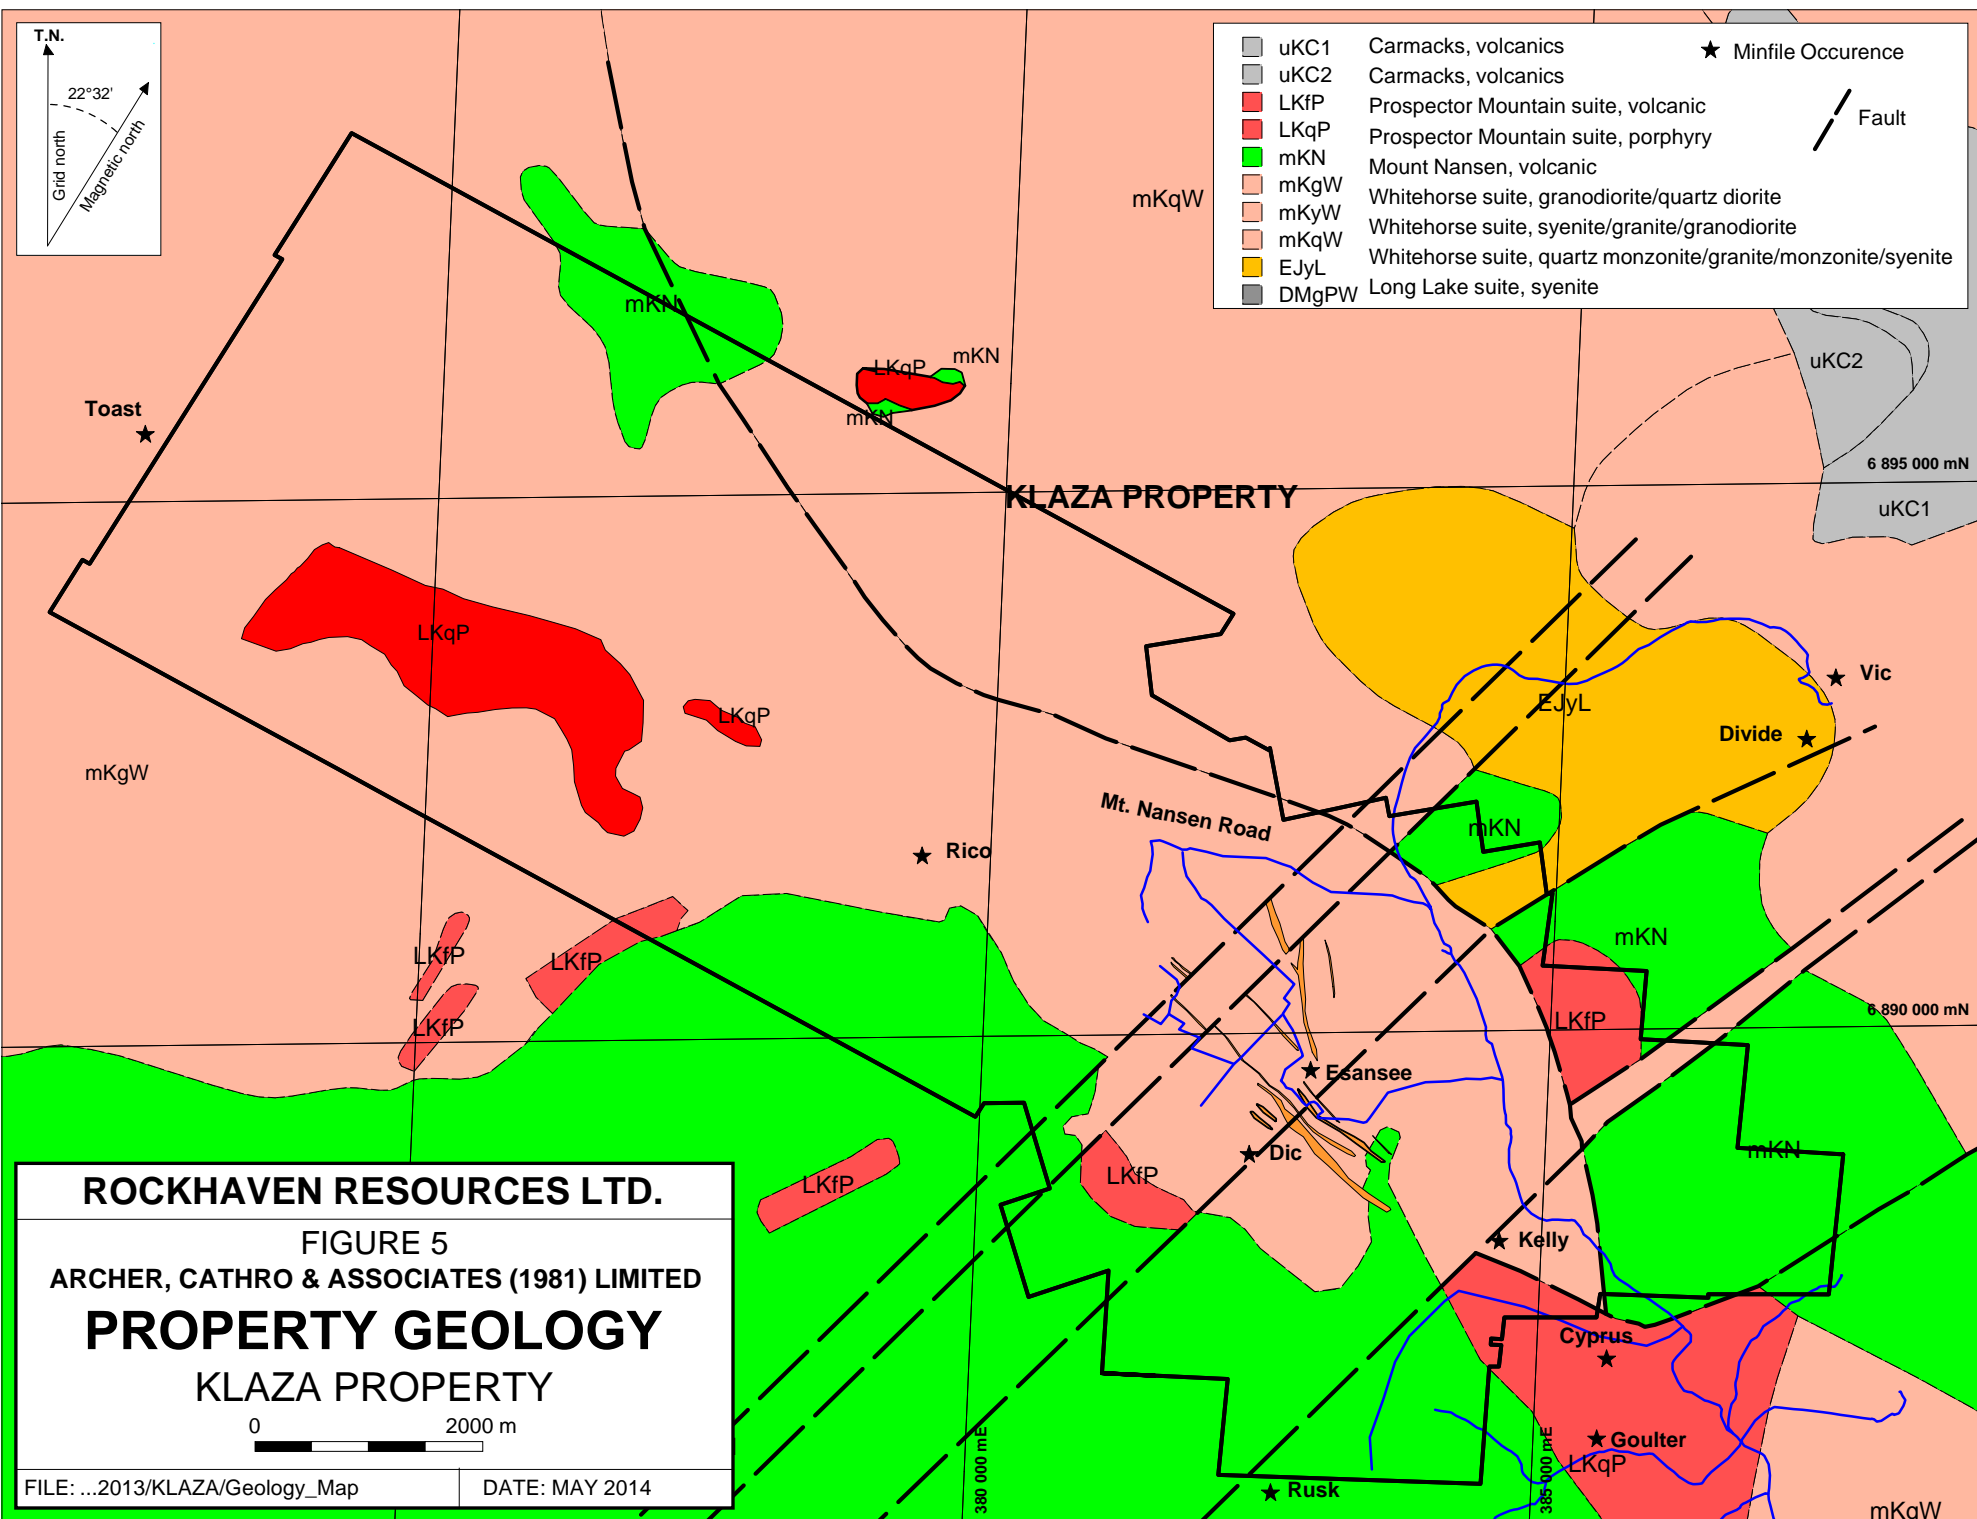 T.N.
22°32'
Grid north
Magnetic north
uKC1 Carmacks, volcanics
uKC2 Carmacks, volcanics
LKfP Prospector Mountain suite, volcanic
LKqP Prospector Mountain suite, porphyry
mKN Mount Nansen, volcanic
mKgW Whitehorse suite, granodiorite/quartz diorite
mKyW Whitehorse suite, syenite/granite/granodiorite
mKqW Whitehorse suite, quartz monzonite/granite/monzonite/syenite
EJyL Long Lake suite, syenite
DMgPW
Minfile Occurence
Fault
mKqW
mKN
LKqP
mKN
mKN
uKC2
Toast
6 895 000 mN
KLAZA PROPERTY
uKC1
LKqP
Vic
EJyL
LKqP
Divide
mKgW
Mt. Nansen Road
mKN
Rico
mKN
LKfP
LKfP
6 890 000 mN
LKfP
LKfP
Esansee
mKN
Dic
LKfP
LKfP
Kelly
Cyprus
Goulter
LKqP
Rusk
mKgW
380 000 mE
385 000 mE
ROCKHAVEN RESOURCES LTD.
FIGURE 5
ARCHER, CATHRO & ASSOCIATES (1981) LIMITED
PROPERTY GEOLOGY
KLAZA PROPERTY
0 2000 m
FILE: ...2013/KLAZA/Geology_Map DATE: MAY 2014